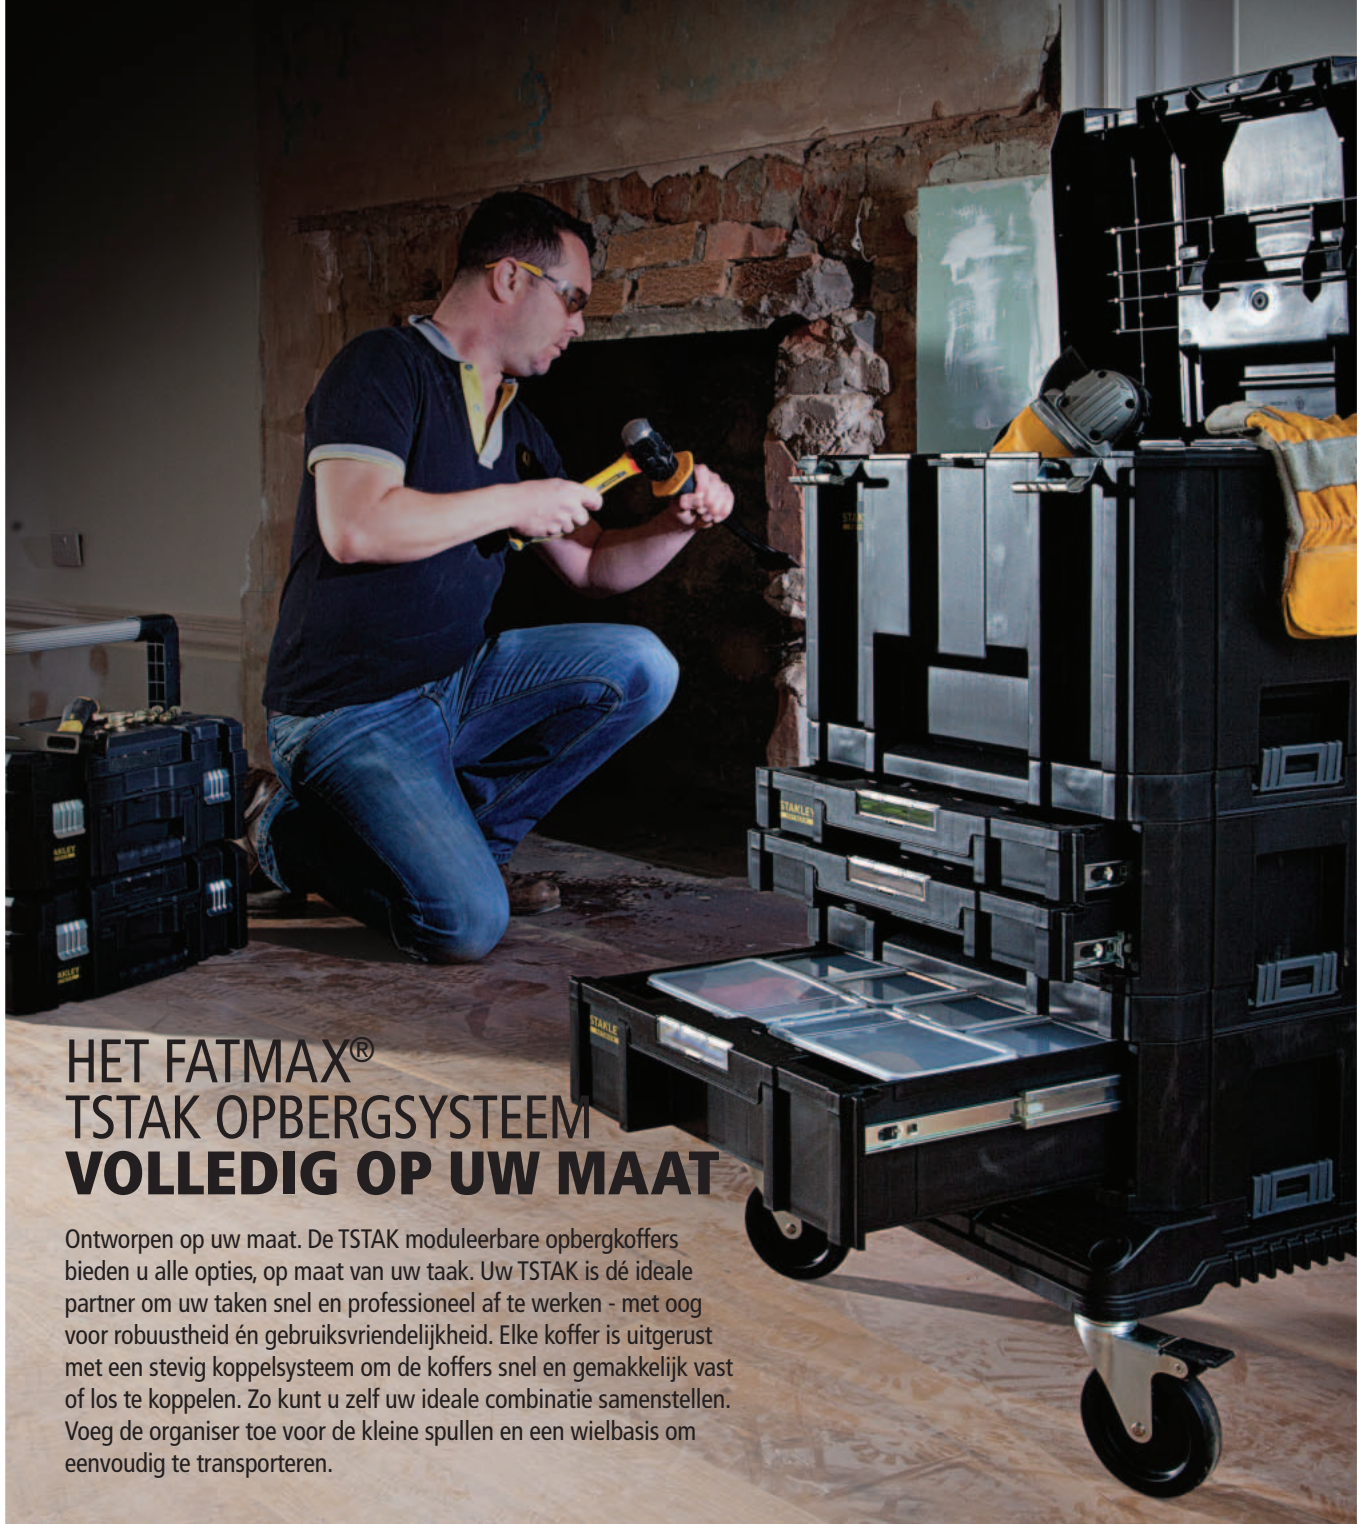 STANLEY
STANLEY
STANLEY
HET FATMAX®
TSTAK OPBERGSYSTEEM
VOLLEDIG OP UW MAAT
Ontworpen op uw maat. De TSTAK moduleerbare opbergkoffers
bieden u alle opties, op maat van uw taak. Uw TSTAK is dé ideale
partner om uw taken snel en professioneel af te werken - met oog
voor robuustheid én gebruiksvriendelijkheid. Elke koffer is uitgerust
met een stevig koppelsysteem om de koffers snel en gemakkelijk vast
of los te koppelen. Zo kunt u zelf uw ideale combinatie samenstellen.
Voeg de organiser toe voor de kleine spullen en een wielbasis om
eenvoudig te transporteren.